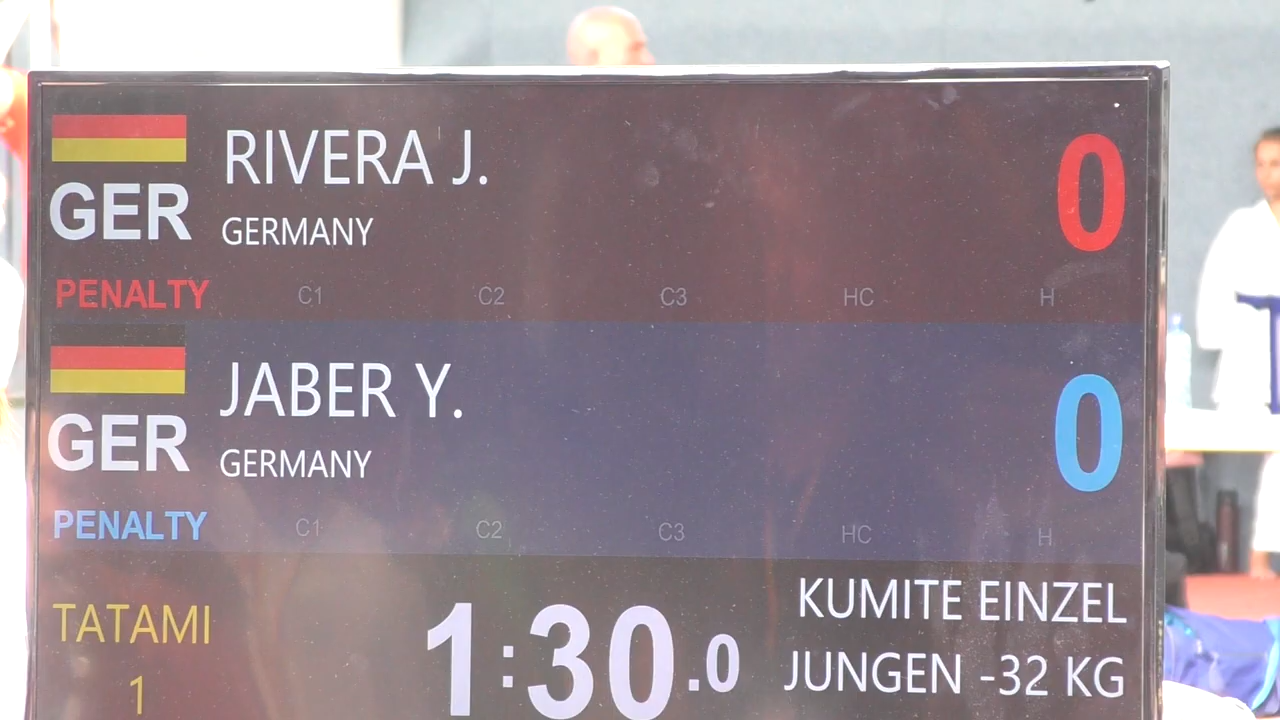 RIVERA J.
GER
GERMANY
0
PENALTY C1 C2 C3 HC H
JABER Y.
GER
GERMANY
0
PENALTY C1 C2 C3 HC H
TATAMI
1
1:30.0
KUMITE EINZEL
JUNGEN -32 KG